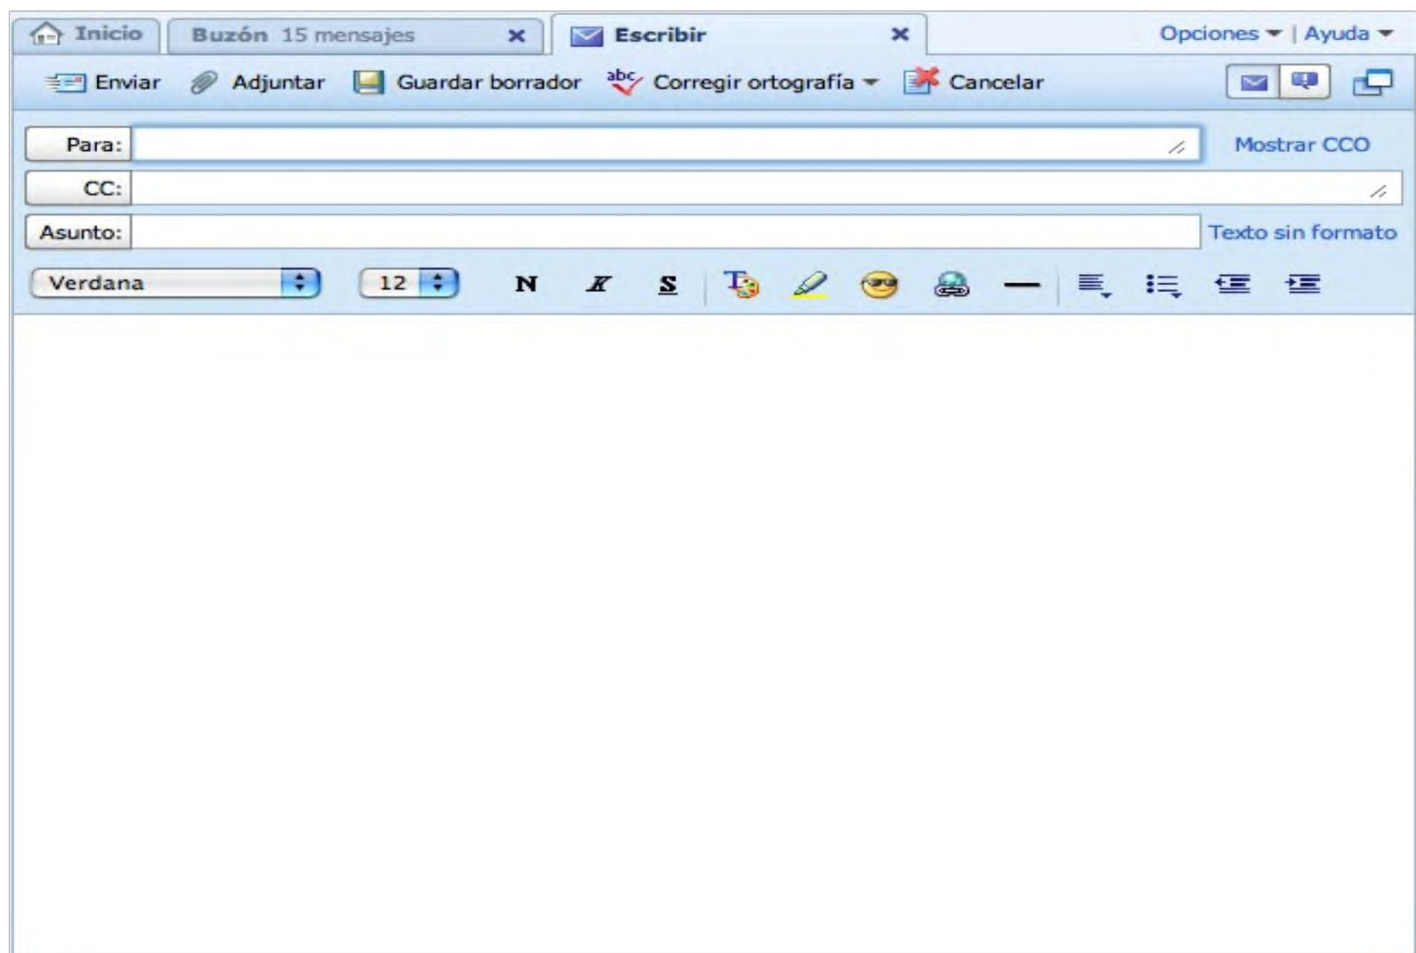 Inicio Buzón 15 mensajes Escribir Opciones | Ayuda
Enviar Adjuntar Guardar borrador abc Corregir ortografía Cancelar
Para: Mostrar CCO
CC:
Asunto: Texto sin formato
Verdana 12 N K S T